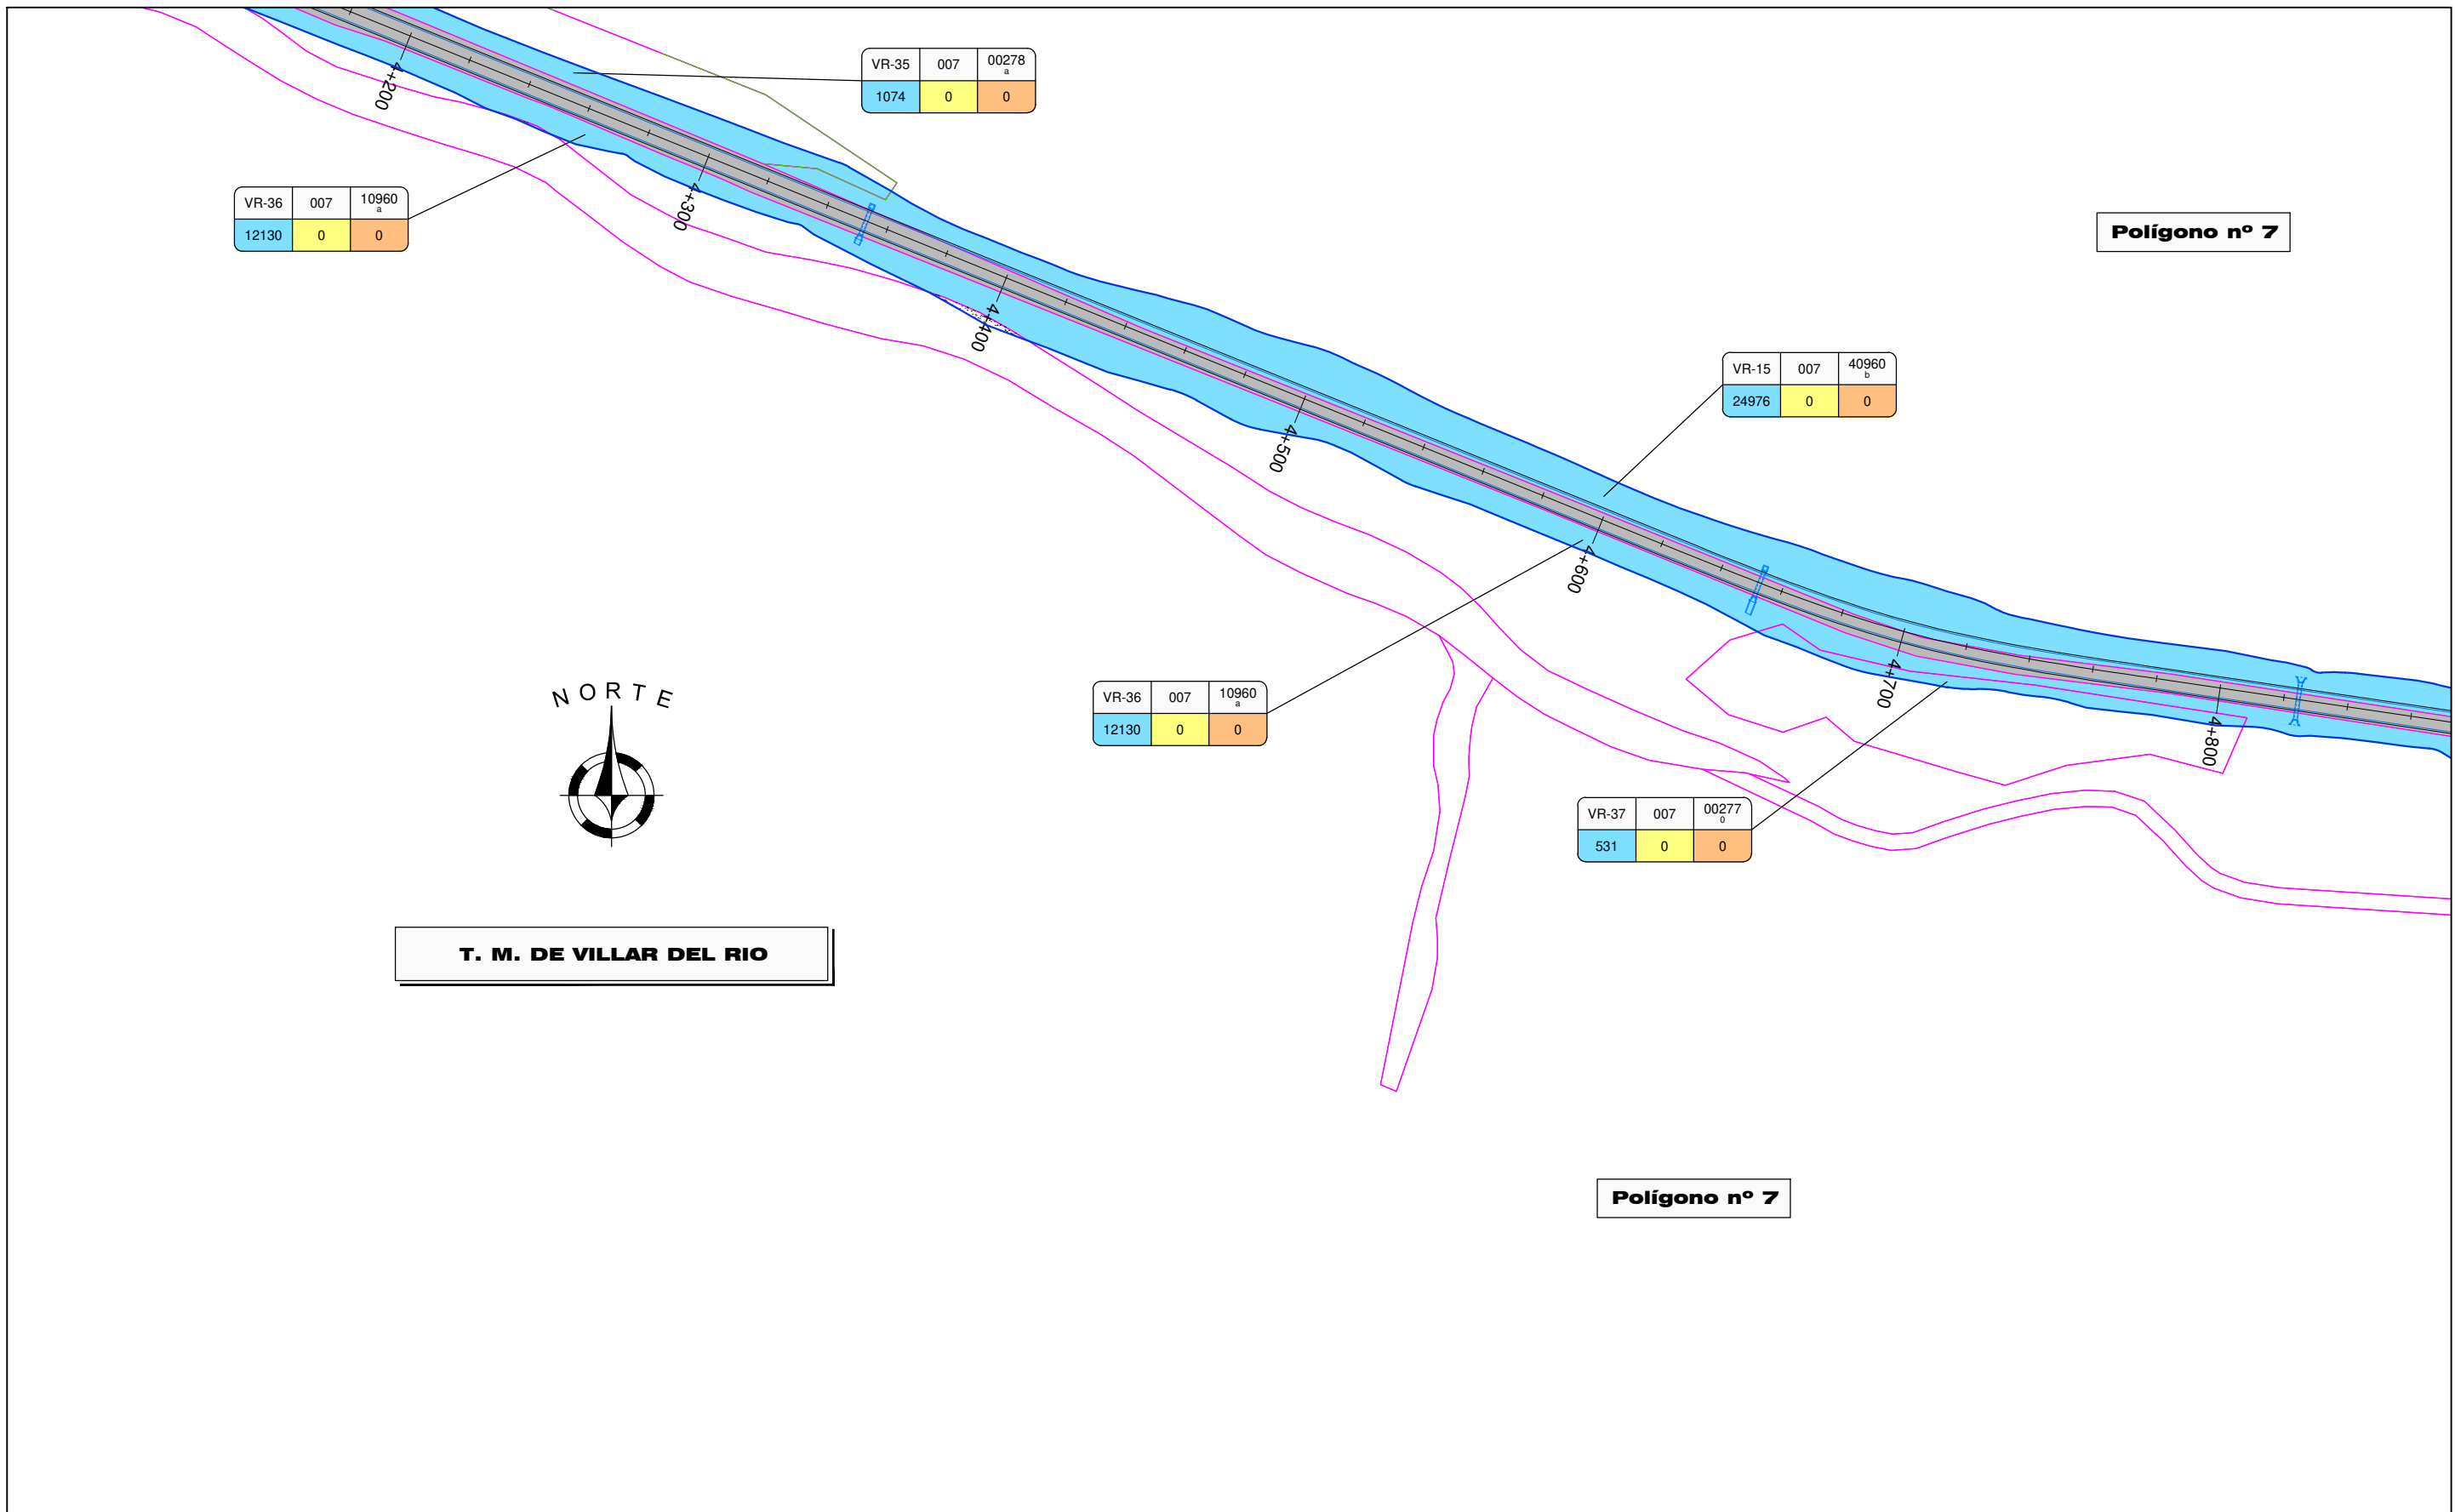 4+200
VR-35 007 00278 a
1074 0 0
VR-36 007 10960 a
12130 0 0
4+300
Polígono nº 7
4+400
VR-15 007 40960 b
24976 0 0
4+500
4+600
4+700
4+800
NORTE
VR-36 007 10960 a
12130 0 0
VR-37 007 00277 0
531 0 0
T. M. DE VILLAR DEL RIO
Polígono nº 7